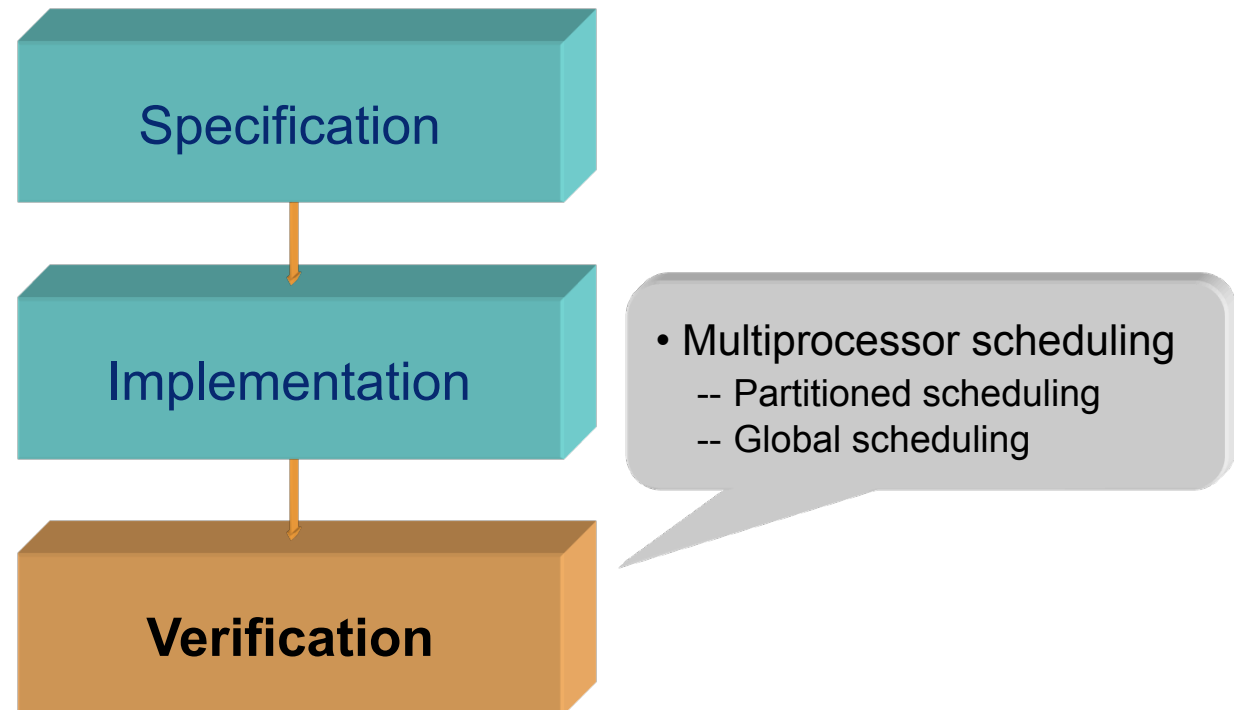 Specification
Implementation
• Multiprocessor scheduling
-- Partitioned scheduling
-- Global scheduling
Verification